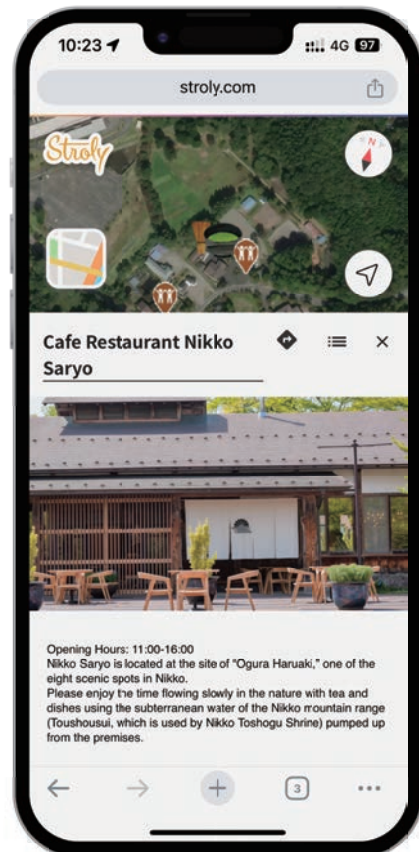 10:23
4G 97
stroly.com
Stroly
N
Cafe Restaurant Nikko
Saryo
Opening Hours: 11:00-16:00
Nikko Saryo is located at the site of "Ogura Haruaki," one of the
eight scenic spots in Nikko.
Please enjoy the time flowing slowly in the nature with tea and
dishes using the subterranean water of the Nikko mountain range
(Toushousui, which is used by Nikko Toshogu Shrine) pumped up
from the premises.
3